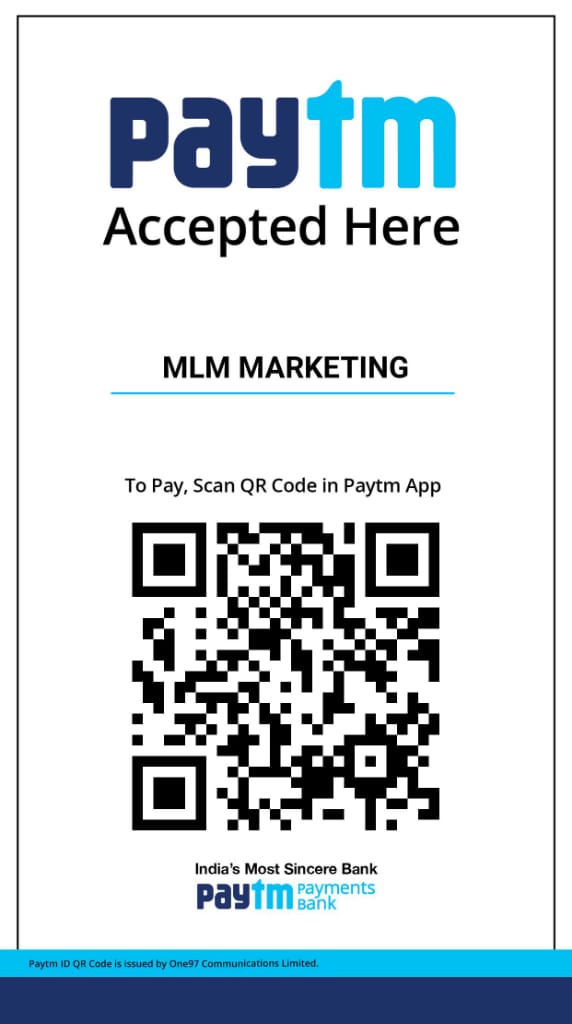 paytm
Accepted Here
MLM MARKETING
To Pay, Scan QR Code in Paytm App
India's Most Sincere Bank
paytm Payments
Bank
Paytm ID QR Code is issued by One97 Communications Limited.